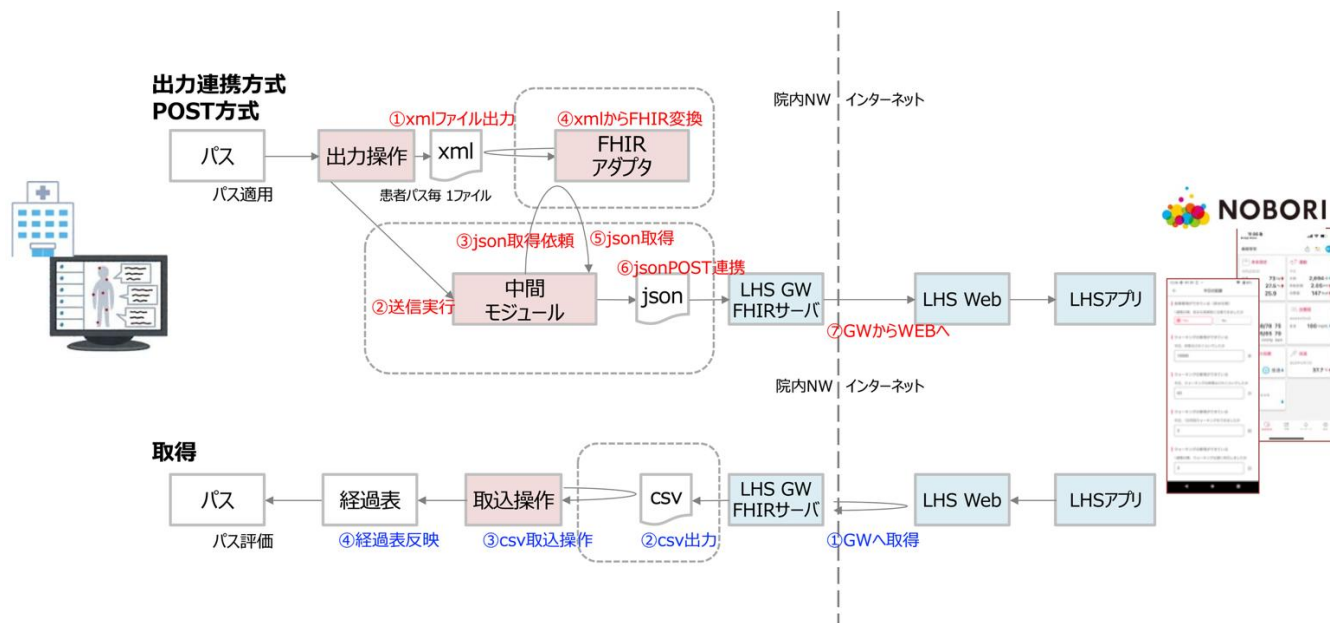 出力連携方式
POST方式
院内NW
インターネット
①xmlファイル出力
④xmlからFHIR変換
パス
出力操作
xml
FHIR
アダプタ
パス適用
患者パス毎 1ファイル
NOBORI
③json取得依頼
⑤json取得
⑥jsonPOST連携
②送信実行
中間
モジュール
json
LHS GW
FHIRサーバ
LHS Web
LHSアプリ
⑦GWからWEBへ
院内NW
インターネット
取得
パス
経過表
取込操作
csv
LHS GW
FHIRサーバ
LHS Web
LHSアプリ
パス評価
④経過表反映
③csv取込操作
②csv出力
①GWへ取得